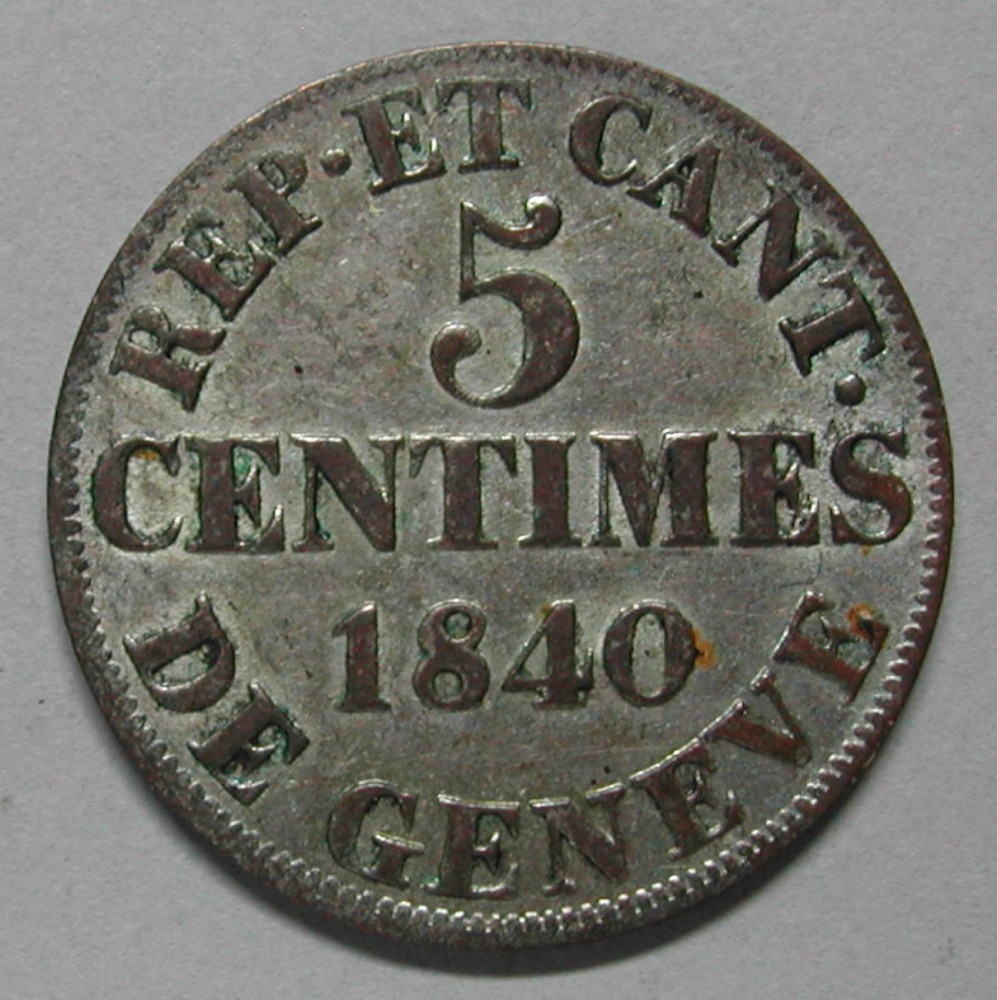 REP · ET CANT ·
5
CENTIMES
1840
DE GENEVE